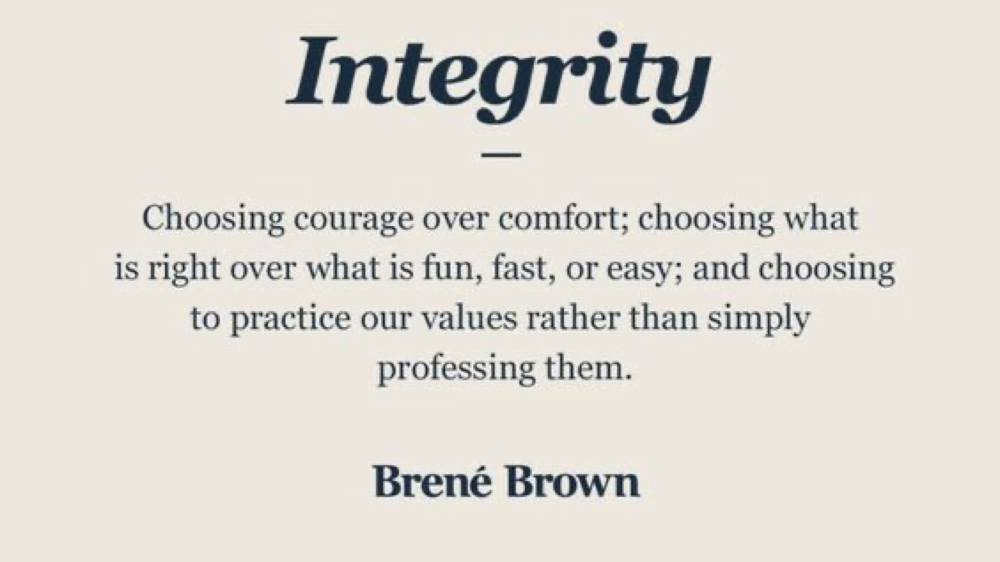 Integrity
—
Choosing courage over comfort; choosing what
is right over what is fun, fast, or easy; and choosing
to practice our values rather than simply
professing them.
Brené Brown